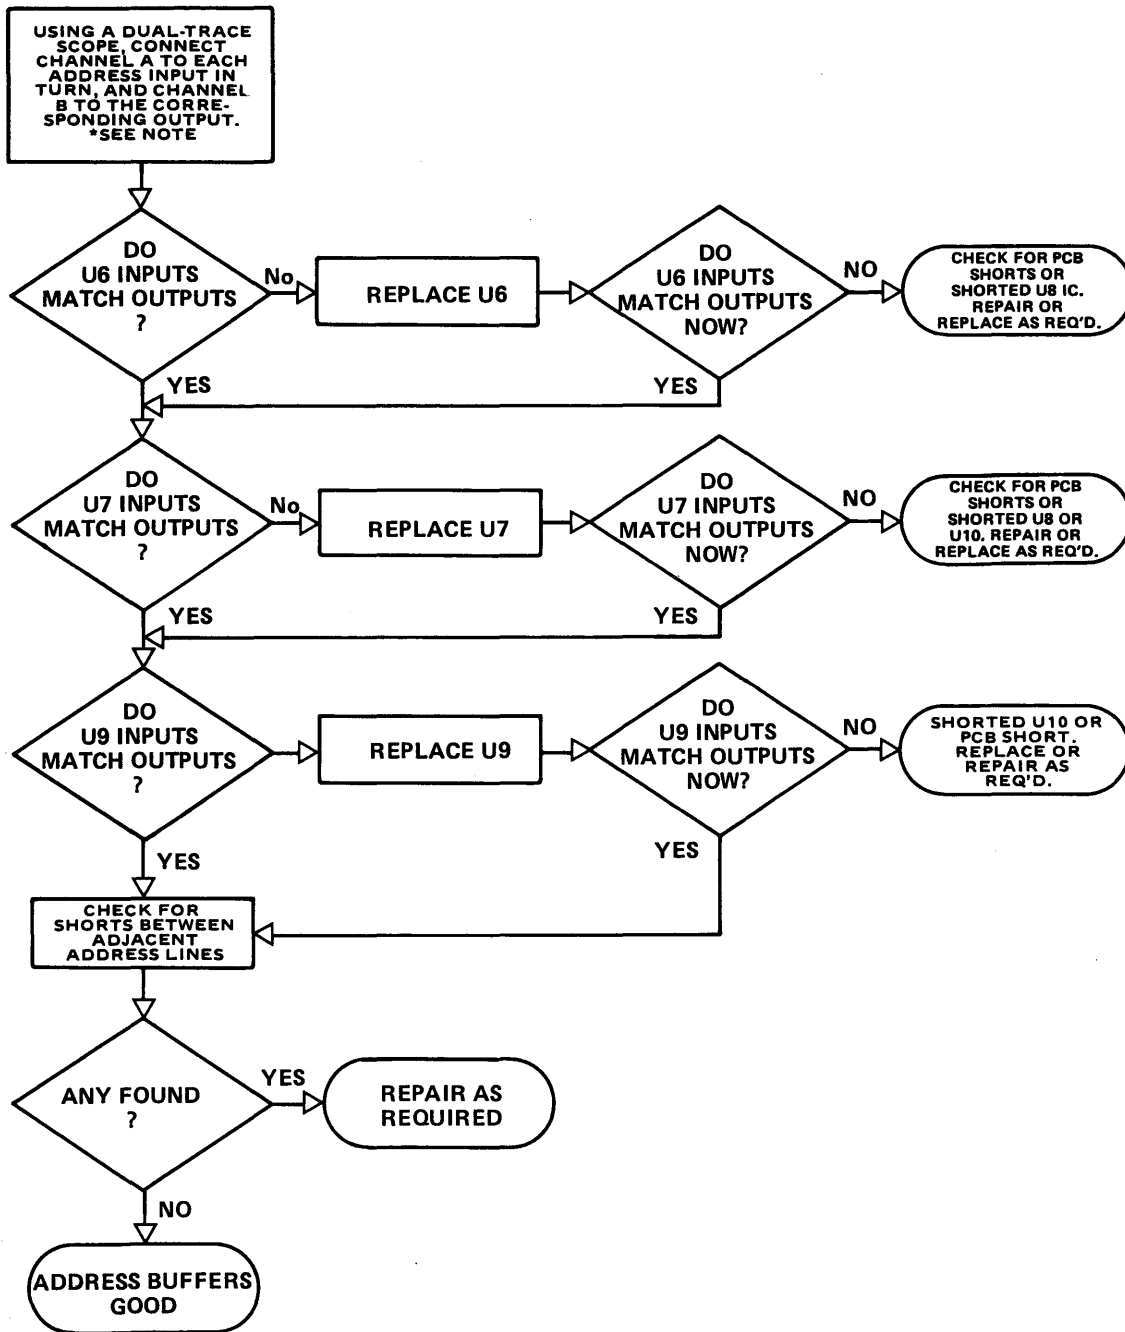 USING A DUAL-TRACE
SCOPE, CONNECT
CHANNEL A TO EACH
ADDRESS INPUT IN
TURN, AND CHANNEL
B TO THE CORRE-
SPONDING OUTPUT.
*SEE NOTE
DO
U6 INPUTS
MATCH OUTPUTS
?
No
REPLACE U6
DO
U6 INPUTS
MATCH OUTPUTS
NOW?
NO
CHECK FOR PCB
SHORTS OR
SHORTED U8 IC.
REPAIR OR
REPLACE AS REQ'D.
YES
YES
DO
U7 INPUTS
MATCH OUTPUTS
?
No
REPLACE U7
DO
U7 INPUTS
MATCH OUTPUTS
NOW?
NO
CHECK FOR PCB
SHORTS OR
SHORTED U8 OR
U10. REPAIR OR
REPLACE AS REQ'D.
YES
YES
DO
U9 INPUTS
MATCH OUTPUTS
?
REPLACE U9
DO
U9 INPUTS
MATCH OUTPUTS
NOW?
NO
SHORTED U10 OR
PCB SHORT.
REPLACE OR
REPAIR AS
REQ'D.
YES
YES
CHECK FOR
SHORTS BETWEEN
ADJACENT
ADDRESS LINES
ANY FOUND
?
YES
REPAIR AS
REQUIRED
NO
ADDRESS BUFFERS
GOOD